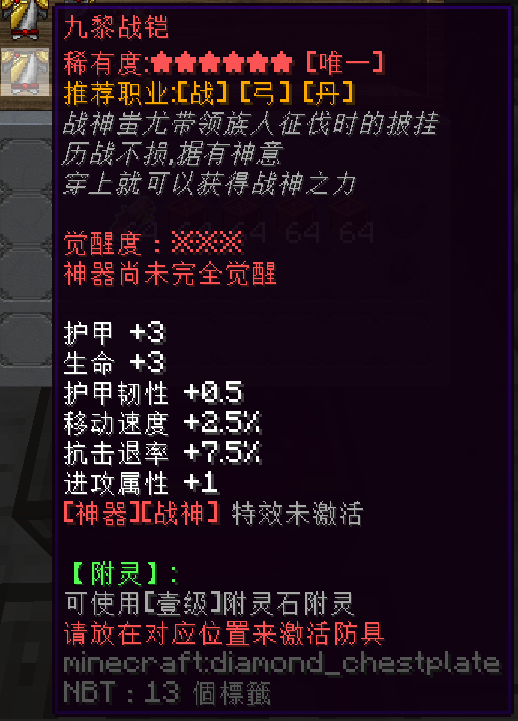 九黎战铠
稀有度:★★★★★★ [唯一]
推荐职业:[战] [弓] [丹]
战神蚩尤带领族人征伐时的披挂
历战不损,据有神意
穿上就可以获得战神之力
觉醒度：※※※
神器尚未完全觉醒
护甲 +3
生命 +3
护甲韧性 +0.5
移动速度 +2.5%
抗击退率 +7.5%
进攻属性 +1
[神器][战神] 特效未激活
【附灵】:
可使用[壹级]附灵石附灵
请放在对应位置来激活防具
minecraft:diamond_chestplate
NBT：13 個標籤